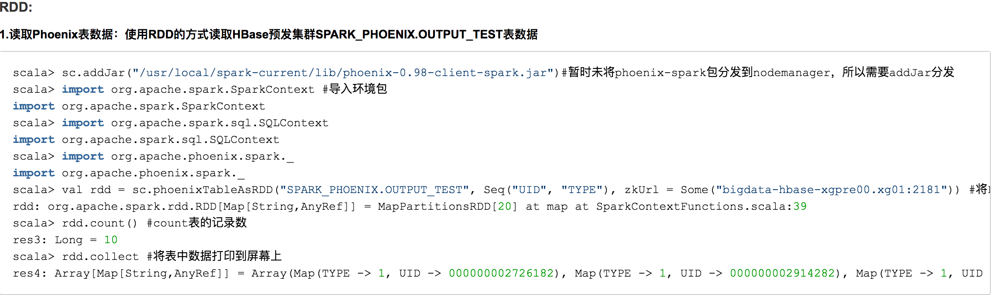 RDD:
1.读取Phoenix表数据：使用RDD的方式读取HBase预发集群SPARK_PHOENIX.OUTPUT_TEST表数据
scala> sc.addJar("/usr/local/spark-current/lib/phoenix-0.98-client-spark.jar")#暂时未将phoenix-spark包分发到nodemanager，所以需要addJar分发
scala> import org.apache.spark.SparkContext #导入环境包
import org.apache.spark.SparkContext
scala> import org.apache.spark.sql.SQLContext
import org.apache.spark.sql.SQLContext
scala> import org.apache.phoenix.spark._
import org.apache.phoenix.spark._
scala> val rdd = sc.phoenixTableAsRDD("SPARK_PHOENIX.OUTPUT_TEST", Seq("UID", "TYPE"), zkUrl = Some("bigdata-hbase-xgpre00.xg01:2181")) #将
rdd: org.apache.spark.rdd.RDD[Map[String,AnyRef]] = MapPartitionsRDD[20] at map at SparkContextFunctions.scala:39
scala> rdd.count() #count表的记录数
res3: Long = 10
scala> rdd.collect #将表中数据打印到屏幕上
res4: Array[Map[String,AnyRef]] = Array(Map(TYPE -> 1, UID -> 000000002726182), Map(TYPE -> 1, UID -> 000000002914282), Map(TYPE -> 1, UID